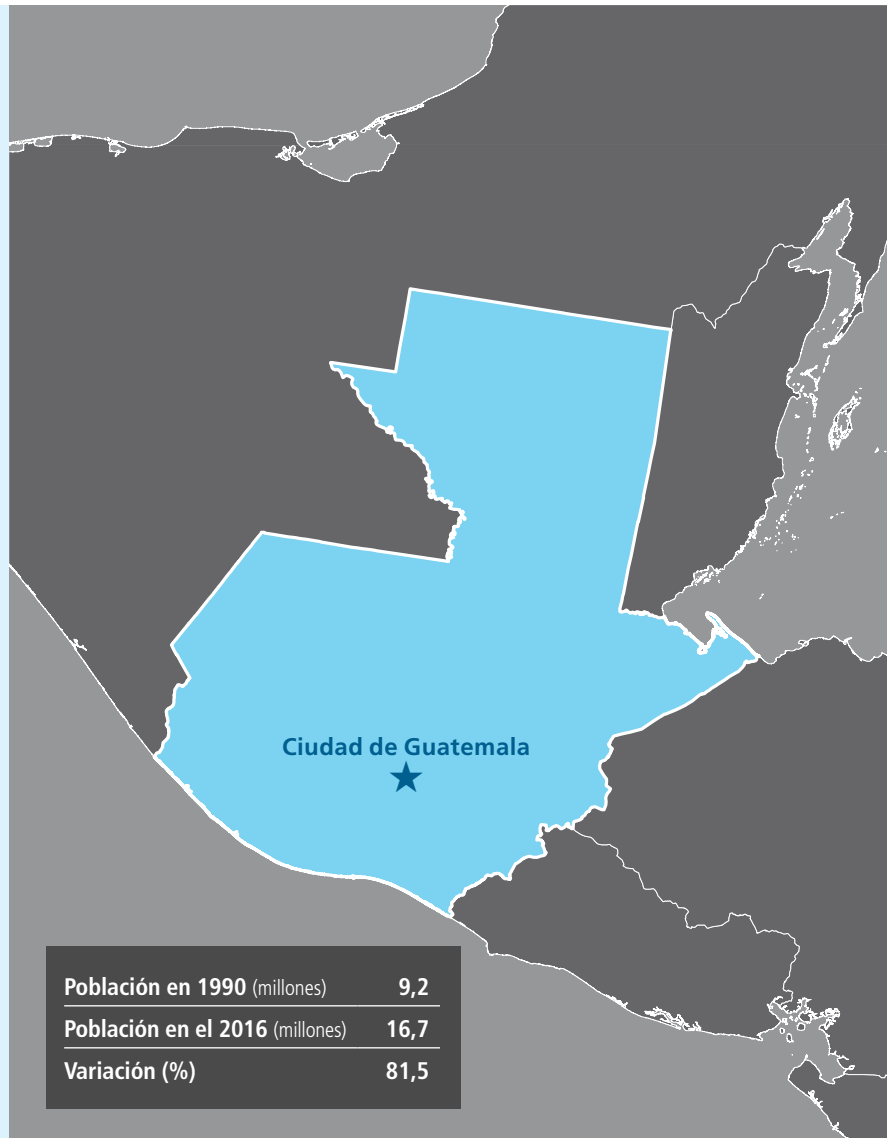 Ciudad de Guatemala
Población en 1990 (millones) 9,2
Población en el 2016 (millones) 16,7
Variación (%) 81,5